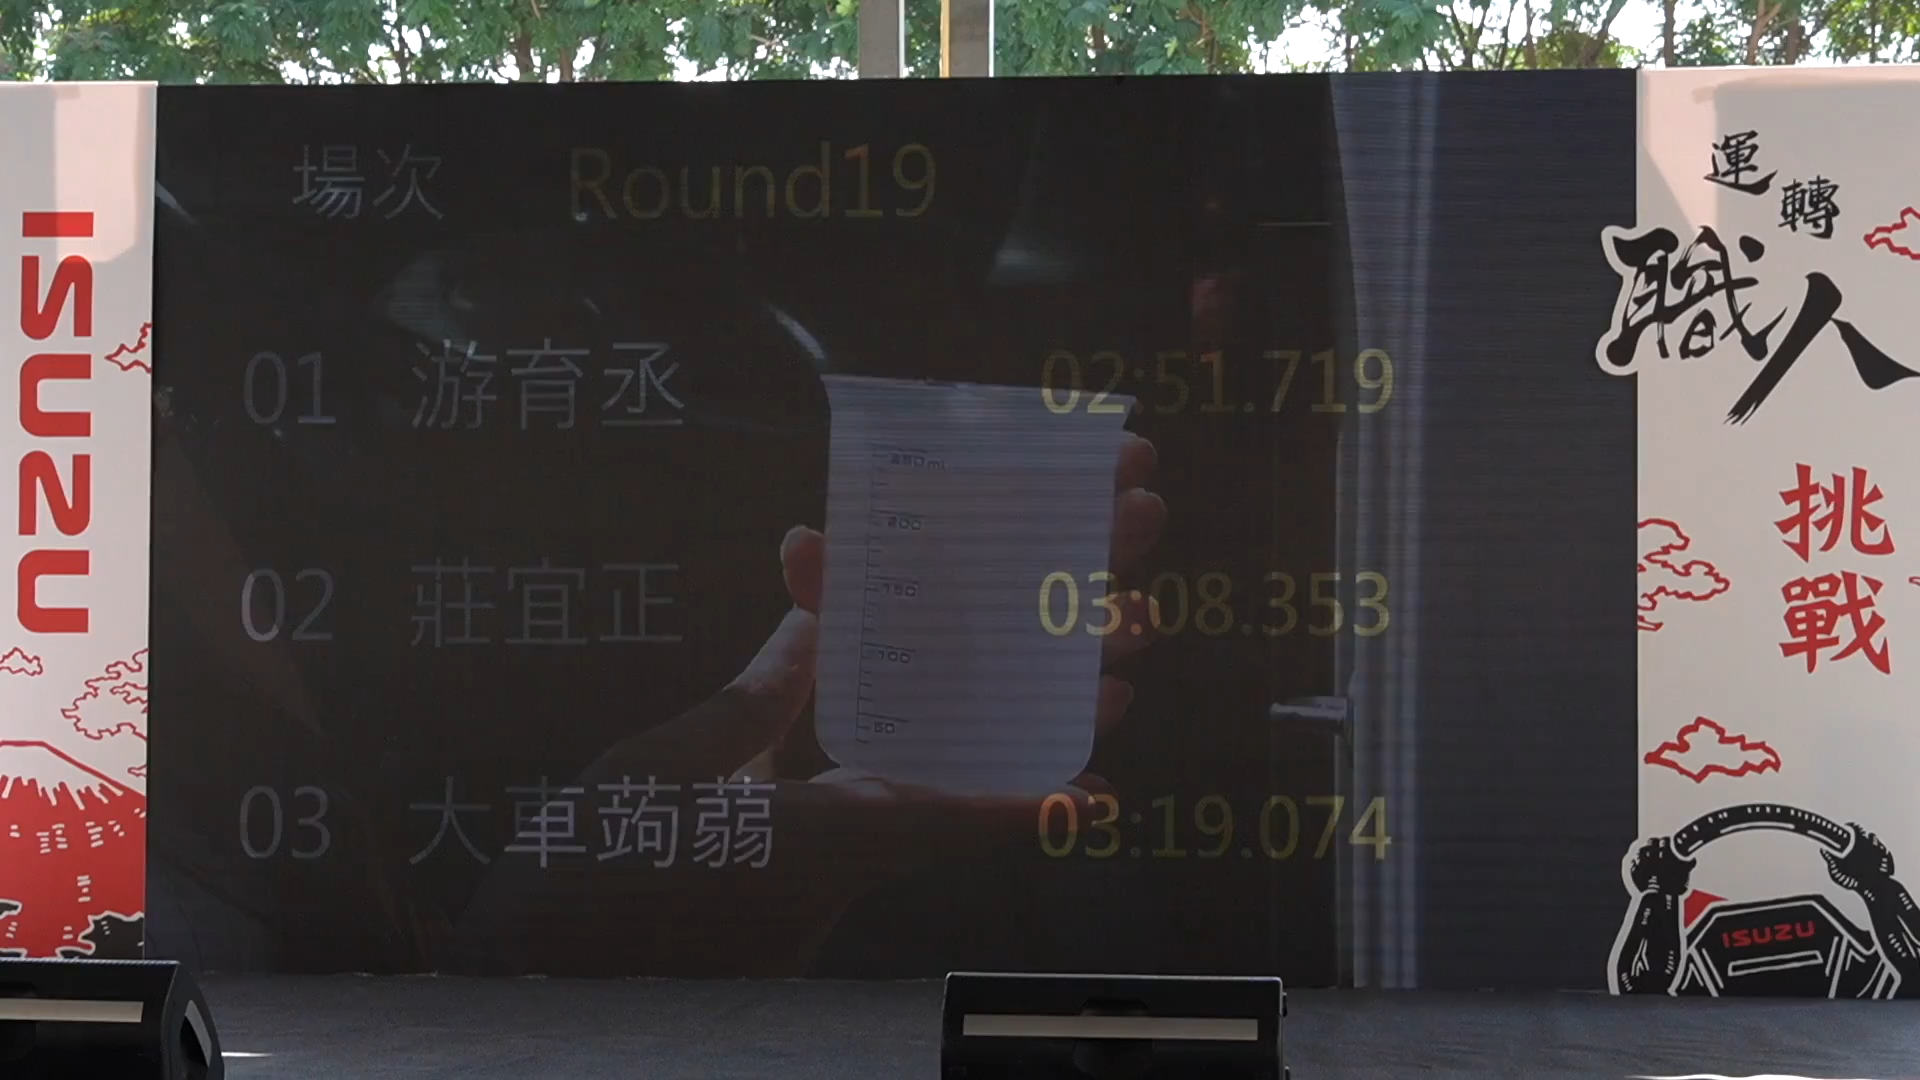 ISUZU
場次 Round19
01 游育丞 02:51.719
02 莊宜正 03:08.353
03 大車蒟蒻 03:19.074
250mL
200
150
100
50
運轉
職人
挑戰
ISUZU